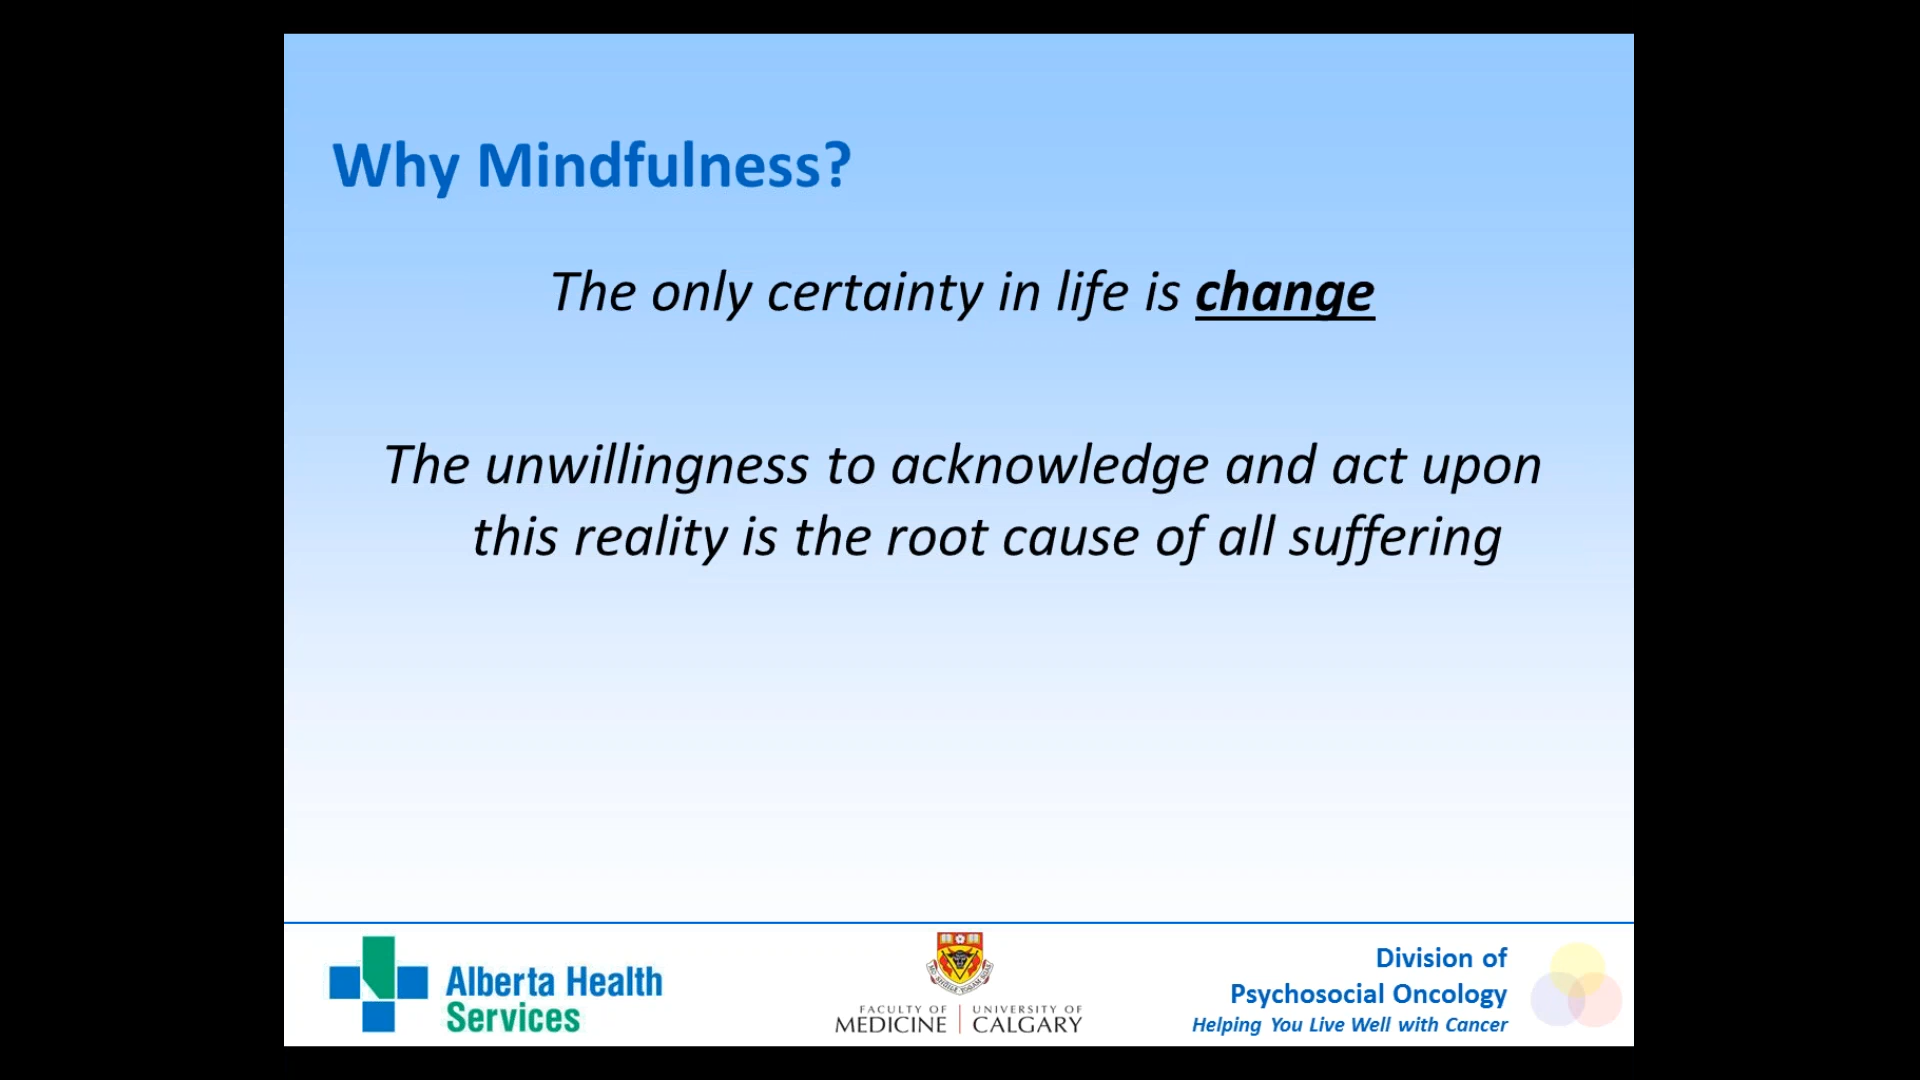 Why Mindfulness?
The only certainty in life is change
The unwillingness to acknowledge and act upon
this reality is the root cause of all suffering
Alberta Health
Services
FACULTY OF
MEDICINE
UNIVERSITY OF
CALGARY
Division of
Psychosocial Oncology
Helping You Live Well with Cancer